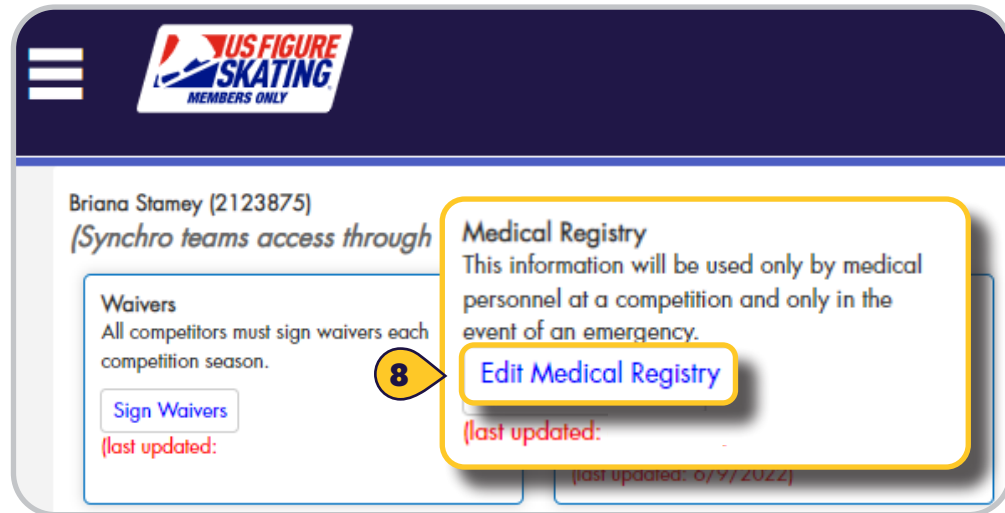 US FIGURE
SKATING
MEMBERS ONLY
Briana Stamey (2123875)
(Synchro teams access through
Waivers
All competitors must sign waivers each
competition season.
Sign Waivers
(last updated:
Medical Registry
This information will be used only by medical
personnel at a competition and only in the
event of an emergency.
8
Edit Medical Registry
(last updated:
(last updated: 6/9/2022)